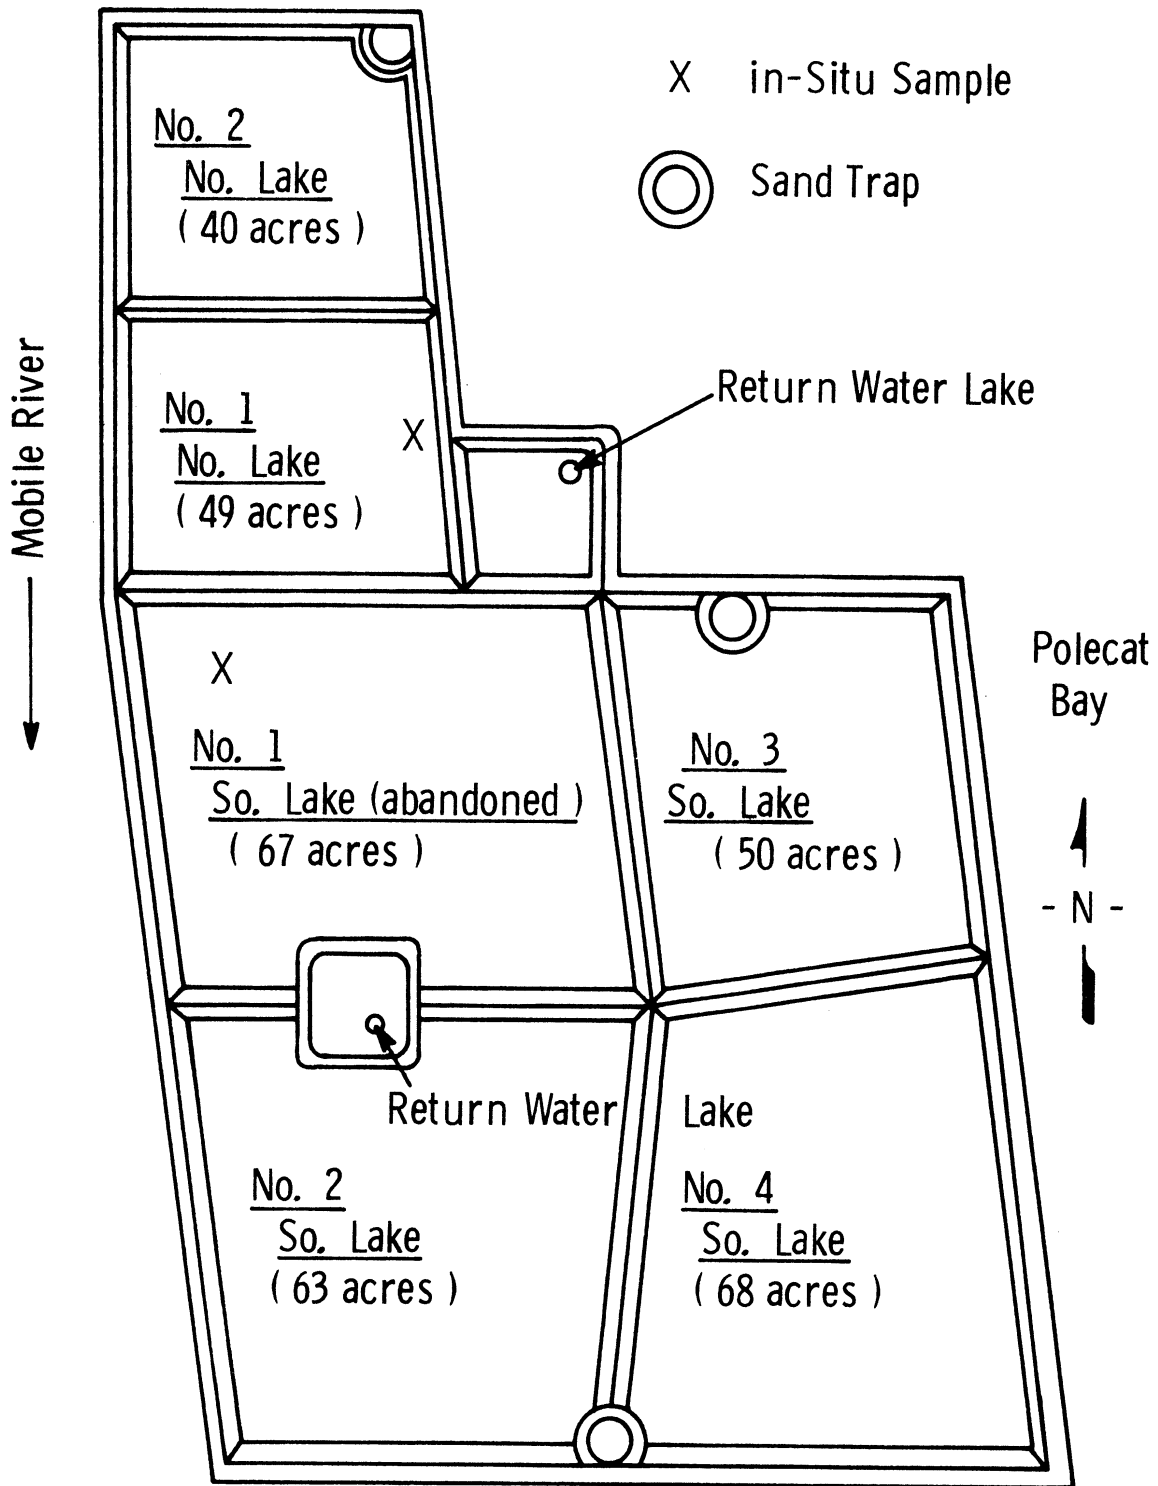 X in-Situ Sample
Sand Trap
No. 2
No. Lake
( 40 acres )
Mobile River
Return Water Lake
No. 1
No. Lake
( 49 acres )
X
X
Polecat
Bay
No. 1
So. Lake (abandoned )
( 67 acres )
No. 3
So. Lake
( 50 acres )
- N -
Return Water Lake
No. 2
So. Lake
( 63 acres )
No. 4
So. Lake
( 68 acres )